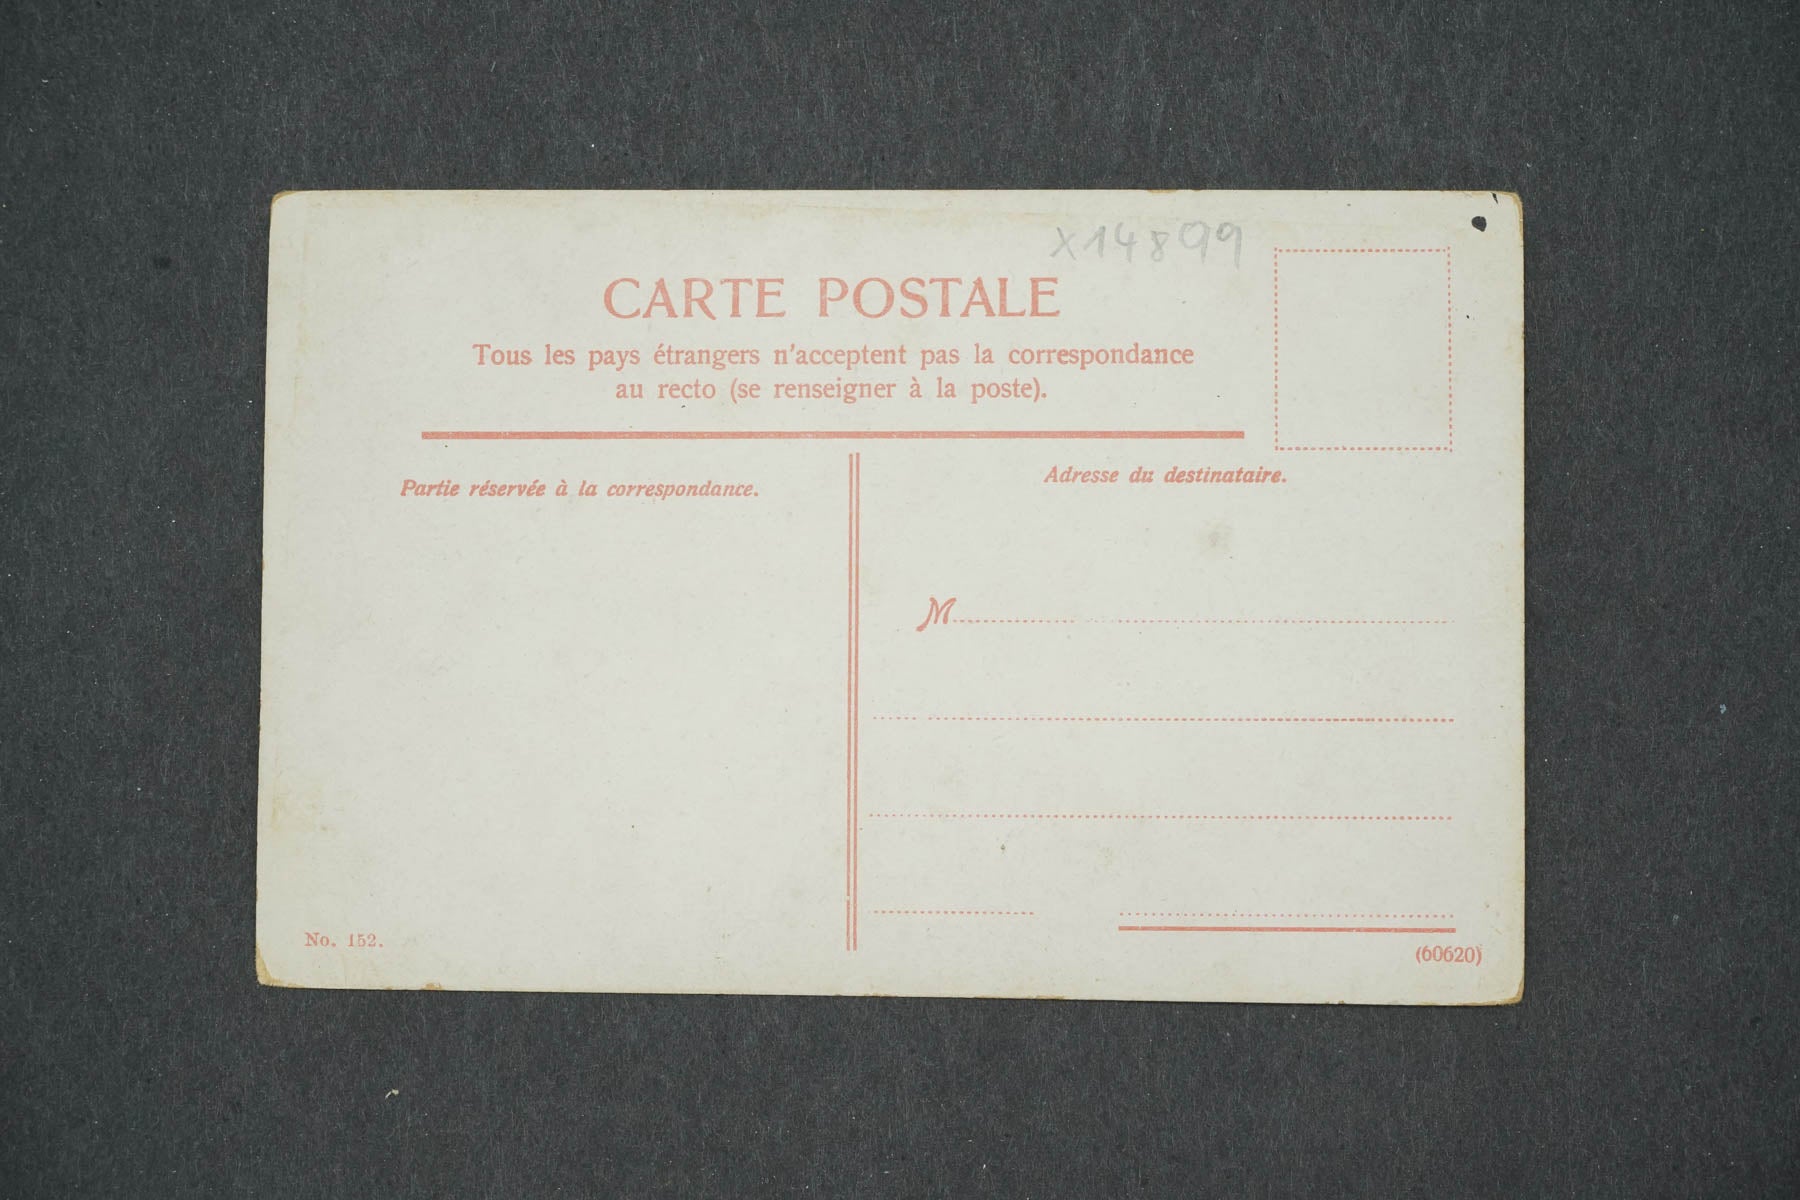 X14899
CARTE POSTALE
Tous les pays étrangers n'acceptent pas la correspondance
au recto (se renseigner à la poste).
Partie réservée à la correspondance.
Adresse du destinataire.
M
No. 152.
(60620)